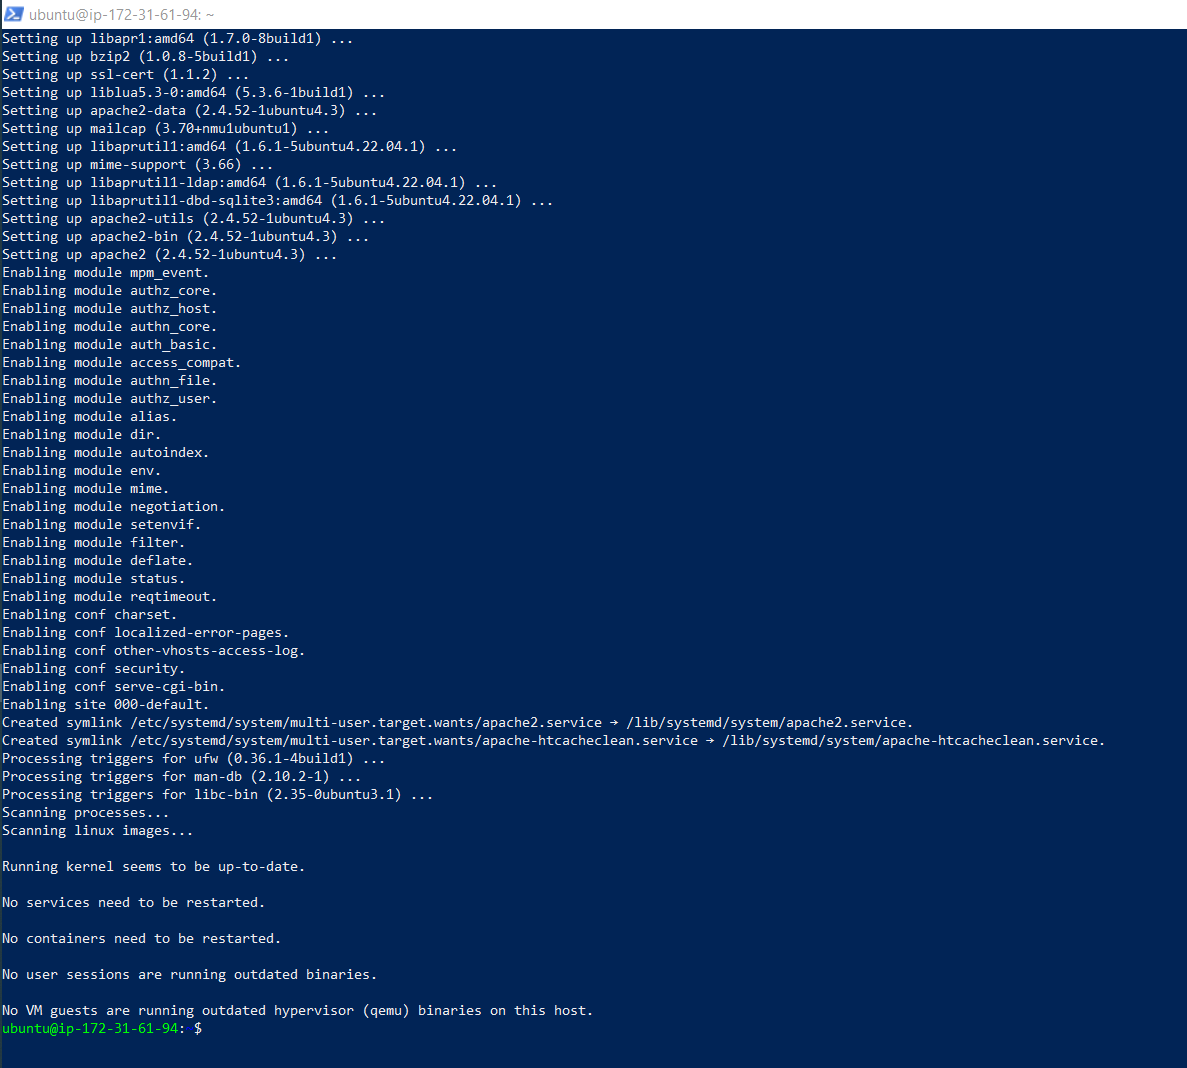 ubuntu@ip-172-31-61-94: ~
Setting up libapr1:amd64 (1.7.0-8build1) ...
Setting up bzip2 (1.0.8-5build1) ...
Setting up ssl-cert (1.1.2) ...
Setting up liblua5.3-0:amd64 (5.3.6-1build1) ...
Setting up apache2-data (2.4.52-1ubuntu4.3) ...
Setting up mailcap (3.70+nmu1ubuntu1) ...
Setting up libaprutil1:amd64 (1.6.1-5ubuntu4.22.04.1) ...
Setting up mime-support (3.66) ...
Setting up libaprutil1-ldap:amd64 (1.6.1-5ubuntu4.22.04.1) ...
Setting up libaprutil1-dbd-sqlite3:amd64 (1.6.1-5ubuntu4.22.04.1) ...
Setting up apache2-utils (2.4.52-1ubuntu4.3) ...
Setting up apache2-bin (2.4.52-1ubuntu4.3) ...
Setting up apache2 (2.4.52-1ubuntu4.3) ...
Enabling module mpm_event.
Enabling module authz_core.
Enabling module authz_host.
Enabling module authn_core.
Enabling module auth_basic.
Enabling module access_compat.
Enabling module authn_file.
Enabling module authz_user.
Enabling module alias.
Enabling module dir.
Enabling module autoindex.
Enabling module env.
Enabling module mime.
Enabling module negotiation.
Enabling module setenvif.
Enabling module filter.
Enabling module deflate.
Enabling module status.
Enabling module reqtimeout.
Enabling conf charset.
Enabling conf localized-error-pages.
Enabling conf other-vhosts-access-log.
Enabling conf security.
Enabling conf serve-cgi-bin.
Enabling site 000-default.
Created symlink /etc/systemd/system/multi-user.target.wants/apache2.service → /lib/systemd/system/apache2.service.
Created symlink /etc/systemd/system/multi-user.target.wants/apache-htcacheclean.service → /lib/systemd/system/apache-htcacheclean.service.
Processing triggers for ufw (0.36.1-4build1) ...
Processing triggers for man-db (2.10.2-1) ...
Processing triggers for libc-bin (2.35-0ubuntu3.1) ...
Scanning processes...
Scanning linux images...
Running kernel seems to be up-to-date.
No services need to be restarted.
No containers need to be restarted.
No user sessions are running outdated binaries.
No VM guests are running outdated hypervisor (qemu) binaries on this host.
ubuntu@ip-172-31-61-94: $